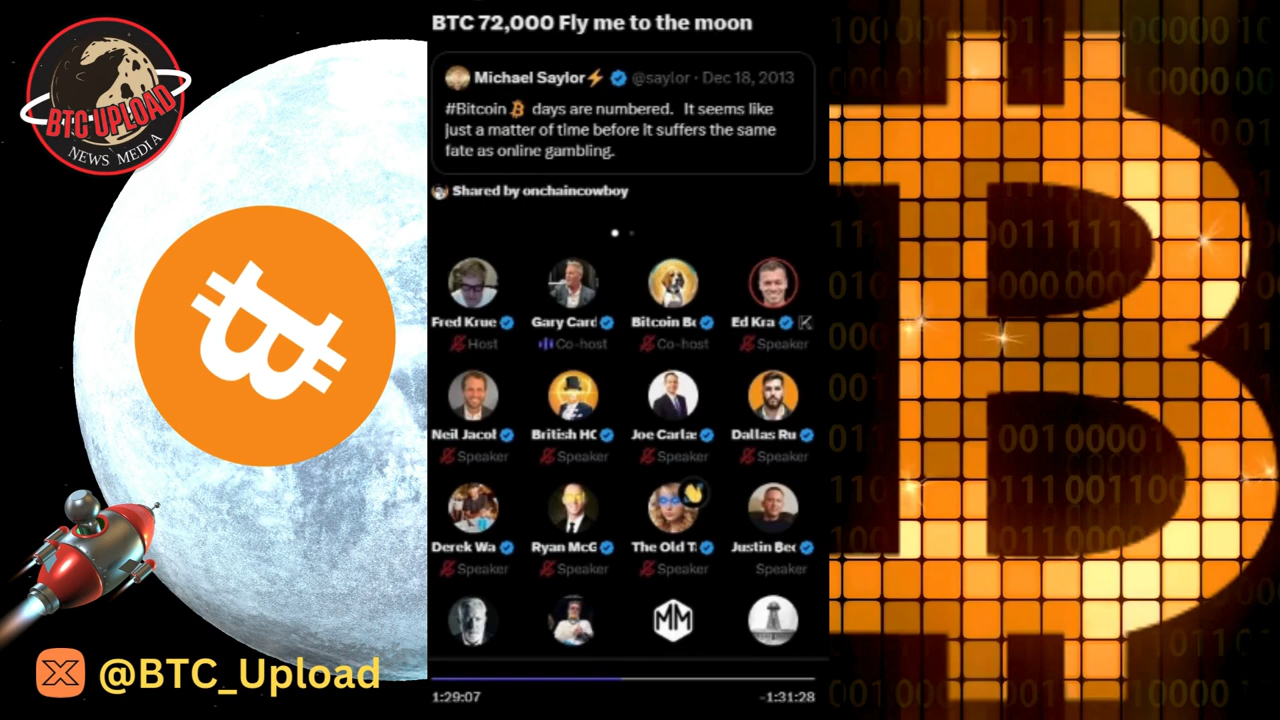 BTC UPLOAD
NEWS MEDIA
BTC 72,000 Fly me to the moon
Michael Saylor⚡ @saylor · Dec 18, 2013
#Bitcoin days are numbered. It seems like
just a matter of time before it suffers the same
fate as online gambling.
Shared by onchaincowboy
Fred Krue Gary Card Bitcoin Be Ed Kra
Host Co-host Co-host Speaker
Neil Jacol British HO Joe Carlas Dallas Ru
Speaker Speaker Speaker Speaker
Derek Wa Ryan McG The Old T Justin Bec
Speaker Speaker Speaker Speaker
MM
1:29:07 -1:31:28
@BTC_Upload